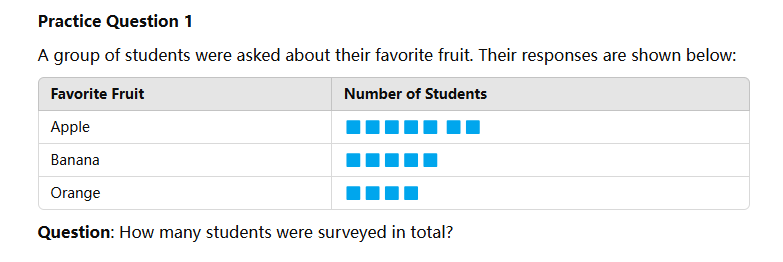 Practice Question 1
A group of students were asked about their favorite fruit. Their responses are shown below:
Favorite Fruit Number of Students
Apple
Banana
Orange
Question: How many students were surveyed in total?